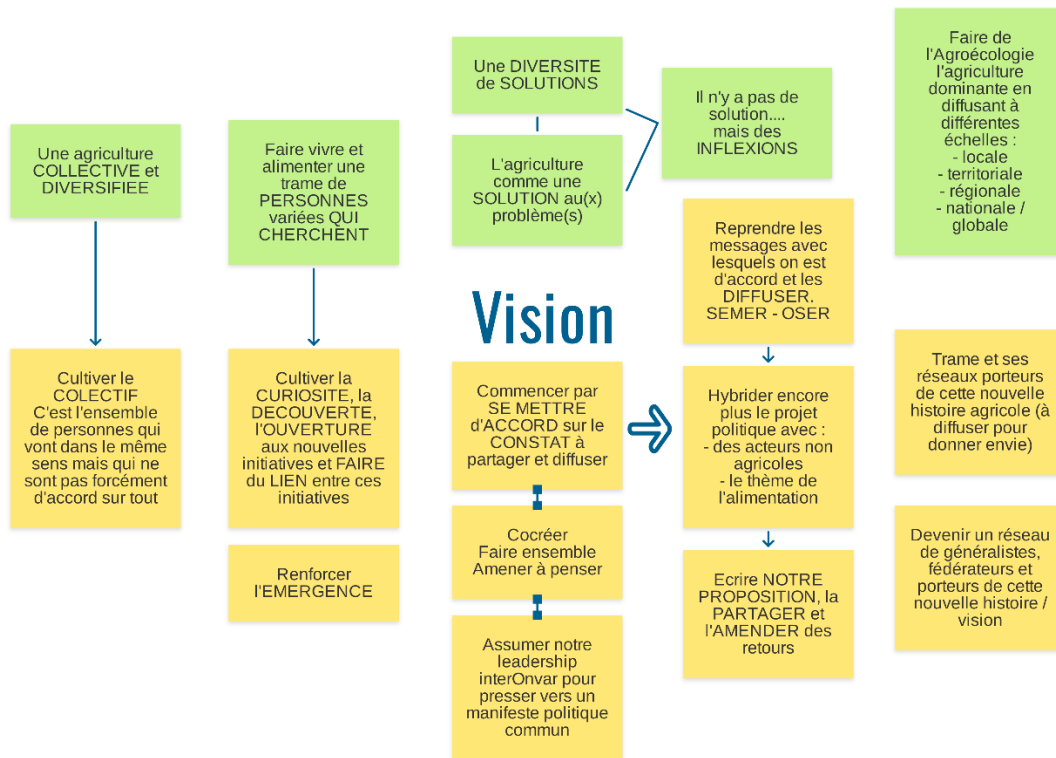 Une agriculture
COLLECTIVE et
DIVERSIFIEE
Cultiver le
COLECTIF
C'est l'ensemble
de personnes qui
vont dans le même
sens mais qui ne
sont pas forcément
d'accord sur tout
Faire vivre et
alimenter une
trame de
PERSONNES
variées QUI
CHERCHENT
Cultiver la
CURIOSITE, la
DECOUVERTE,
l'OUVERTURE
aux nouvelles
initiatives et FAIRE
du LIEN entre ces
initiatives
Renforcer
l'EMERGENCE
Une DIVERSITE
de SOLUTIONS
L'agriculture
comme une
SOLUTION au(x)
problème(s)
Il n'y a pas de
solution....
mais des
INFLEXIONS
Vision
Commencer par
SE METTRE
d'ACCORD sur le
CONSTAT à
partager et diffuser
Cocréer
Faire ensemble
Amener à penser
Assumer notre
leadership
interOnvar pour
presser vers un
manifeste politique
commun
Reprendre les
messages avec
lesquels on est
d'accord et les
DIFFUSER.
SEMER - OSER
Hybrider encore
plus le projet
politique avec :
- des acteurs non
agricoles
- le thème de
l'alimentation
Ecrire NOTRE
PROPOSITION, la
PARTAGER et
l'AMENDER des
retours
Faire de
l'Agroécologie
l'agriculture
dominante en
diffusant à
différentes
échelles :
- locale
- territoriale
- régionale
- nationale /
globale
Trame et ses
réseaux porteurs
de cette nouvelle
histoire agricole (à
diffuser pour
donner envie)
Devenir un réseau
de généralistes,
fédérateurs et
porteurs de cette
nouvelle histoire /
vision